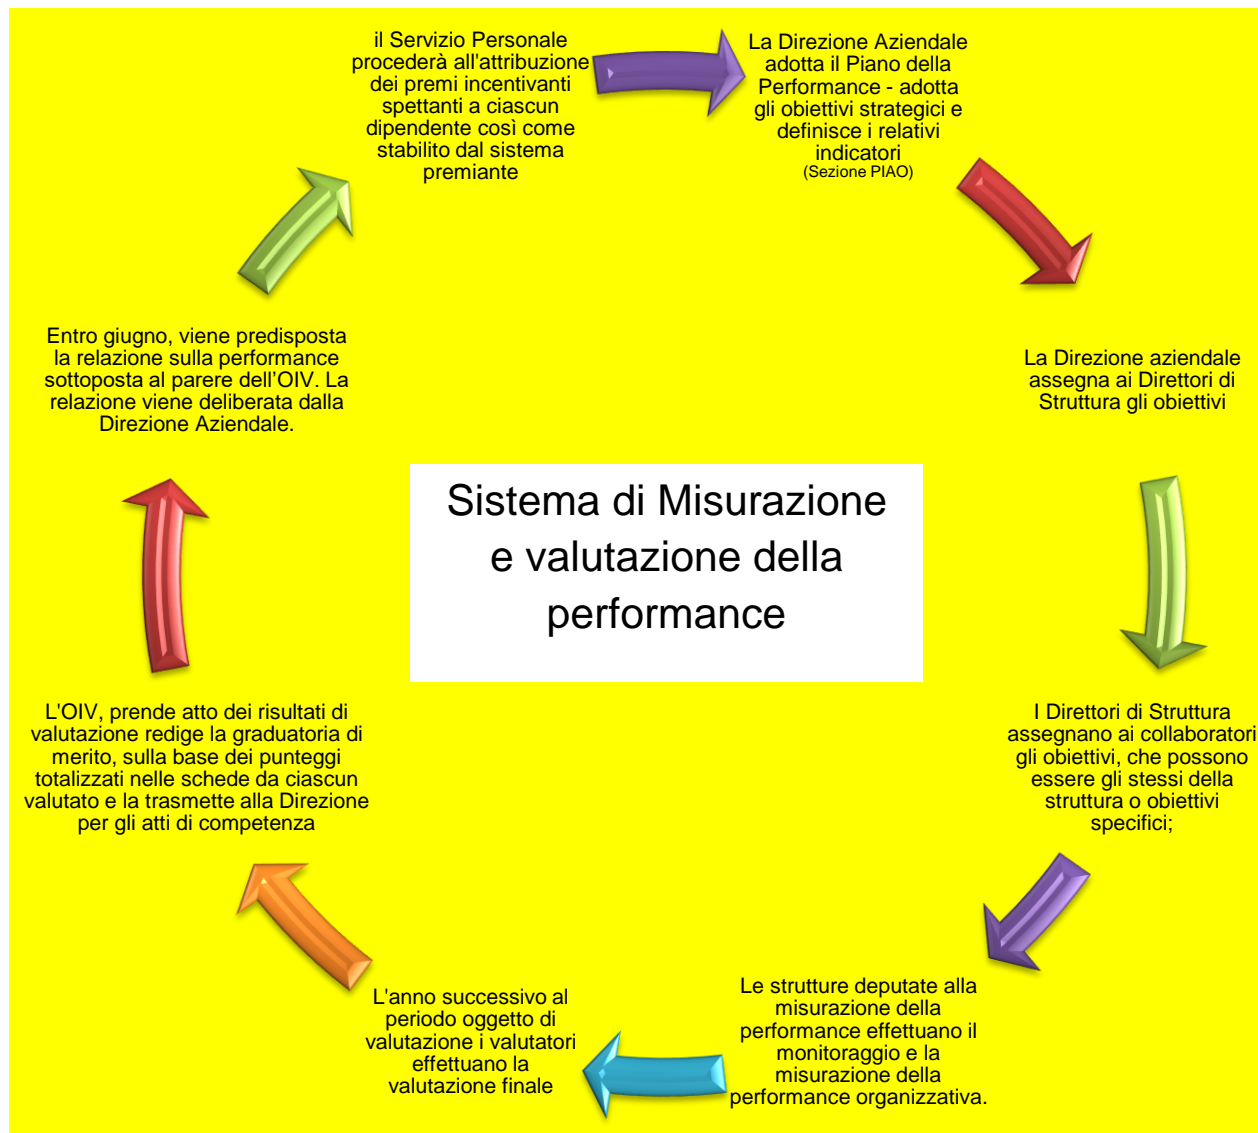 il Servizio Personale
procederà all'attribuzione
dei premi incentivanti
spettanti a ciascun
dipendente così come
stabilito dal sistema
premiante
La Direzione Aziendale
adotta il Piano della
Performance - adotta
gli obiettivi strategici e
definisce i relativi
indicatori
(Sezione PIAO)
La Direzione aziendale
assegna ai Direttori di
Struttura gli obiettivi
I Direttori di Struttura
assegnano ai collaboratori
gli obiettivi, che possono
essere gli stessi della
struttura o obiettivi
specifici;
Le strutture deputate alla
misurazione della
performance effettuano il
monitoraggio e la
misurazione della
performance organizzativa.
L'anno successivo al
periodo oggetto di
valutazione i valutatori
effettuano la
valutazione finale
L'OIV, prende atto dei risultati di
valutazione redige la graduatoria di
merito, sulla base dei punteggi
totalizzati nelle schede da ciascun
valutato e la trasmette alla Direzione
per gli atti di competenza
Entro giugno, viene predisposta
la relazione sulla performance
sottoposta al parere dell’OIV. La
relazione viene deliberata dalla
Direzione Aziendale.
Sistema di Misurazione
e valutazione della
performance